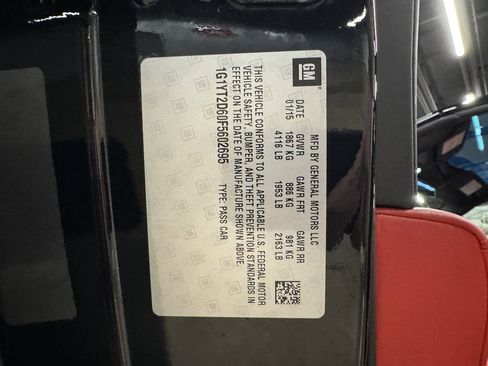 GM
MFD BY GENERAL MOTORS LLC
DATE GVWR GAWR FRT GAWR RR
01/15 1867 KG 886 KG 981 KG
4116 LB 1953 LB 2163 LB
THIS VEHICLE CONFORMS TO ALL APPLICABLE U.S. FEDERAL MOTOR
VEHICLE SAFETY, BUMPER, AND THEFT PREVENTION STANDARDS IN
EFFECT ON THE DATE OF MANUFACTURE SHOWN ABOVE.
1G1YT2D60F5602695 TYPE: PASS CAR